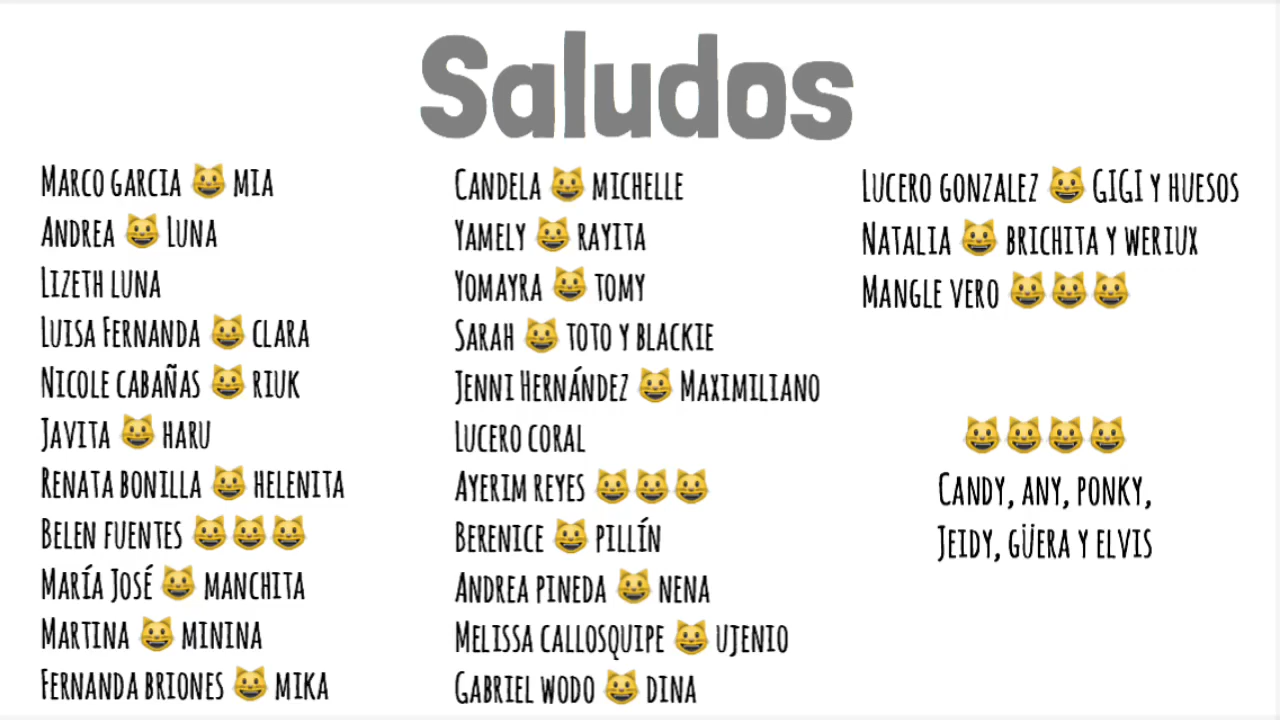 Saludos
MARCO GARCIA 😺 MIA
ANDREA 😺 LUNA
LIZETH LUNA
LUISA FERNANDA 😺 CLARA
NICOLE CABAÑAS 😺 RIUK
JAVITA 😺 HARU
RENATA BONILLA 😺 HELENITA
BELEN FUENTES 😺😺😺
MARÍA JOSÉ 😺 MANCHITA
MARTINA 😺 MININA
FERNANDA BRIONES 😺 MIKA
CANDELA 😺 MICHELLE
YAMELY 😺 RAYITA
YOMAYRA 😺 TOMY
SARAH 😺 TOTO Y BLACKIE
JENNI HERNÁNDEZ 😺 MAXIMILIANO
LUCERO CORAL
AYERIM REYES 😺😺😺
BERENICE 😺 PILLÍN
ANDREA PINEDA 😺 NENA
MELISSA CALLOSQUIPE 😺 UJENIO
GABRIEL WODO 😺 DINA
LUCERO GONZALEZ 😺 GIGI Y HUESOS
NATALIA 😺 BRICHITA Y WERIUX
MANGLE VERO 😺😺😺
😺😺😺😺
CANDY, ANY, PONKY,
JEIDY, GÜERA Y ELVIS